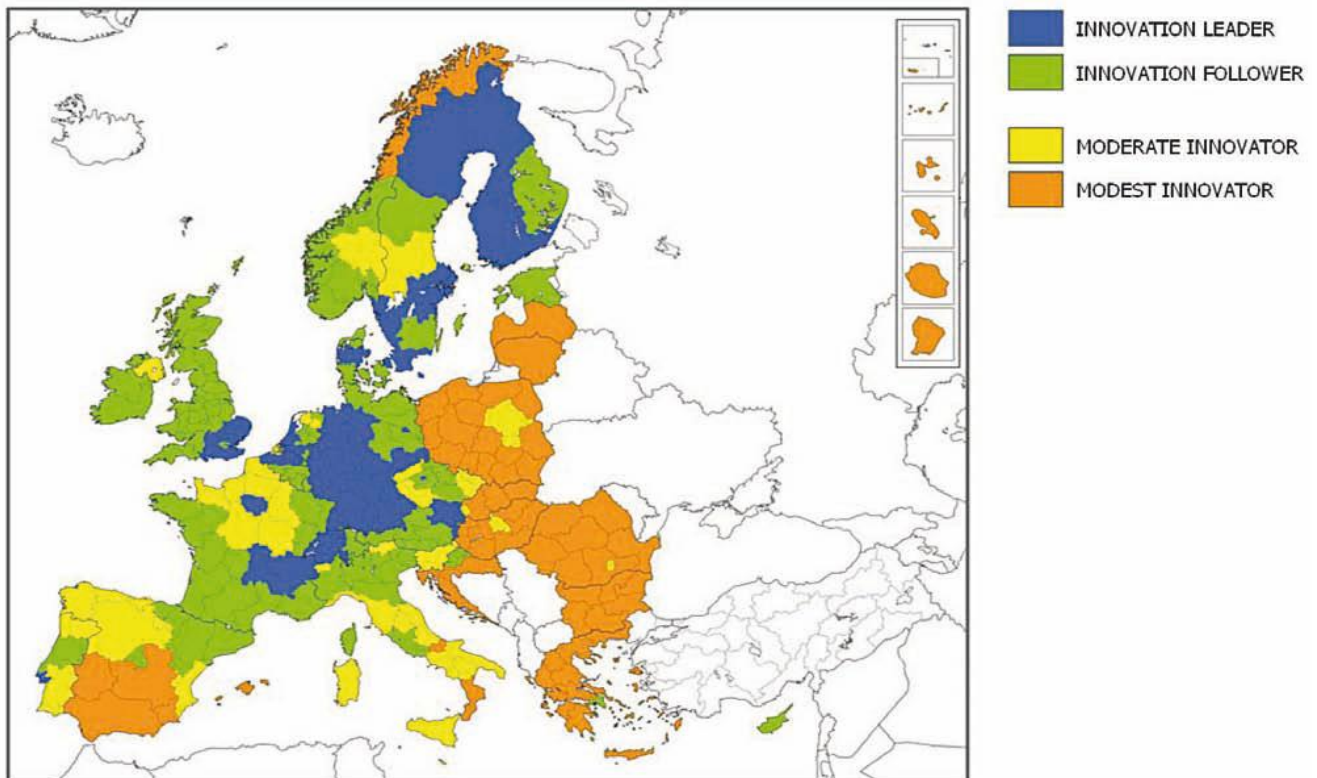 INNOVATION LEADER
INNOVATION FOLLOWER
MODERATE INNOVATOR
MODEST INNOVATOR